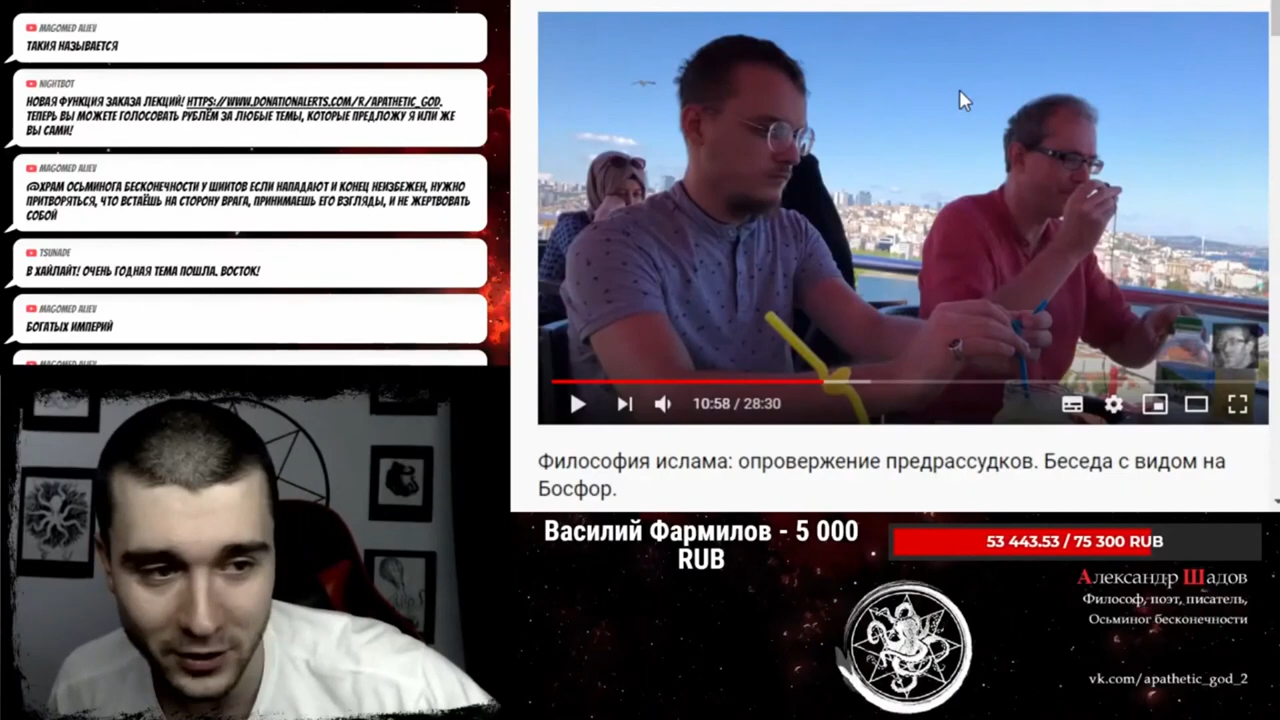 MAGOMED ALIEV
ТАКИЯ НАЗЫВАЕТСЯ
NIGHTBOT
НОВАЯ ФУНКЦИЯ ЗАКАЗА ЛЕКЦИЙ! HTTPS://WWW.DONATIONALERTS.COM/R/APATHETIC_GOD.
ТЕПЕРЬ ВЫ МОЖЕТЕ ГОЛОСОВАТЬ РУБЛЁМ ЗА ЛЮБЫЕ ТЕМЫ, КОТОРЫЕ ПРЕДЛОЖУ Я ИЛИ ЖЕ
ВЫ САМИ!
MAGOMED ALIEV
@ХРАМ ОСЬМИНОГА БЕСКОНЕЧНОСТИ У ШИИТОВ ЕСЛИ НАПАДАЮТ И КОНЕЦ НЕИЗБЕЖЕН, НУЖНО
ПРИТВОРЯТЬСЯ, ЧТО ВСТАЁШЬ НА СТОРОНУ ВРАГА, ПРИНИМАЕШЬ ЕГО ВЗГЛЯДЫ, И НЕ ЖЕРТВОВАТЬ
СОБОЙ
TSUNADE
В ХАЙЛАЙТ! ОЧЕНЬ ГОДНАЯ ТЕМА ПОШЛА. ВОСТОК!
MAGOMED ALIEV
БОГАТЫХ ИМПЕРИЙ
MAGOMED ALIEV
10:58 / 28:30
Философия ислама: опровержение предрассудков. Беседа с видом на
Босфор.
Василий Фармилов - 5 000
RUB
53 443.53 / 75 300 RUB
Александр Шадов
Философ, поэт, писатель,
Осьминог бесконечности
vk.com/apathetic_god_2